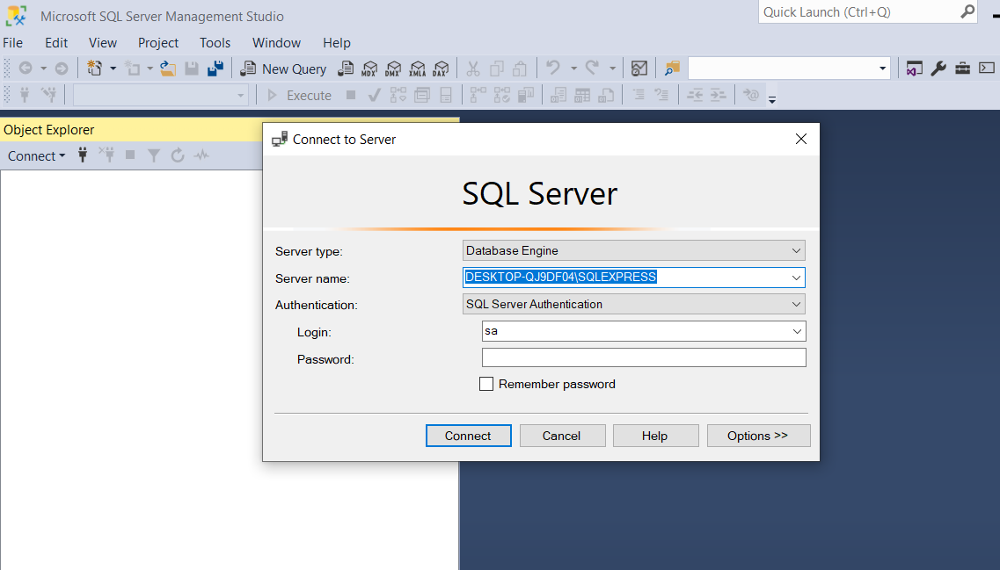 Microsoft SQL Server Management Studio
Quick Launch (Ctrl+Q)
File Edit View Project Tools Window Help
New Query MDX DMX XMLA DAX
Execute
Object Explorer
Connect
Connect to Server
SQL Server
Server type: Database Engine
Server name: DESKTOP-QJ9DF04\SQLEXPRESS
Authentication: SQL Server Authentication
Login: sa
Password:
Remember password
Connect Cancel Help Options >>